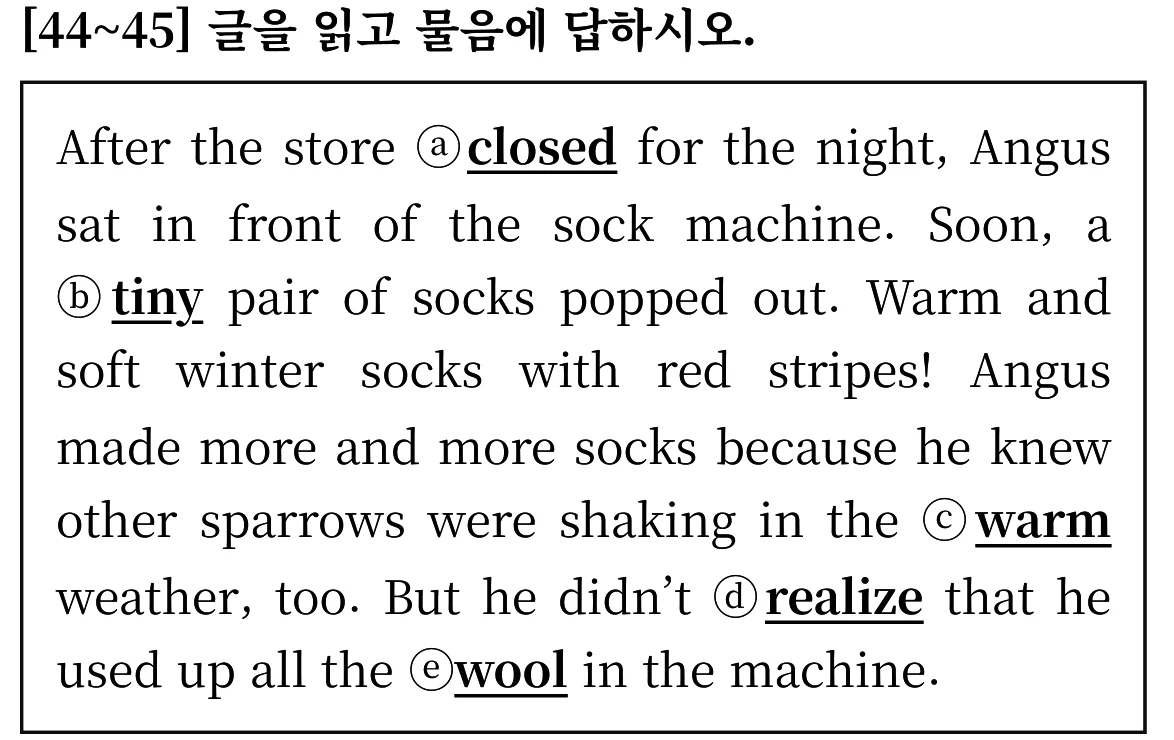 [44~45] 글을 읽고 물음에 답하시오.
After the store ⓐclosed for the night, Angus
sat in front of the sock machine. Soon, a
ⓑtiny pair of socks popped out. Warm and
soft winter socks with red stripes! Angus
made more and more socks because he knew
other sparrows were shaking in the ⓒwarm
weather, too. But he didn’t ⓓrealize that he
used up all the ⓔwool in the machine.